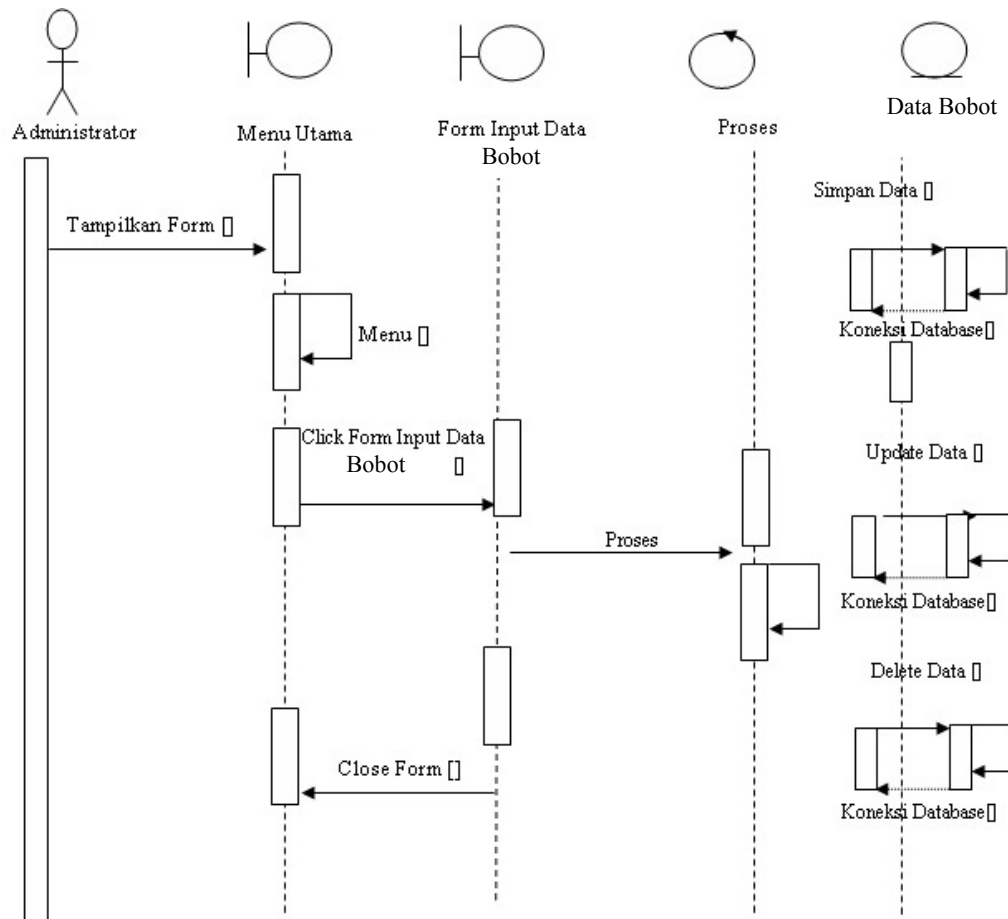 Administrator
Menu Utama
Form Input Data
Bobot
Proses
Data Bobot
Simpan Data []
Tampilkan Form []
Koneksi Database[]
Menu []
Click Form Input Data
Bobot []
Update Data []
Proses
Koneksi Database[]
Delete Data []
Close Form []
Koneksi Database[]